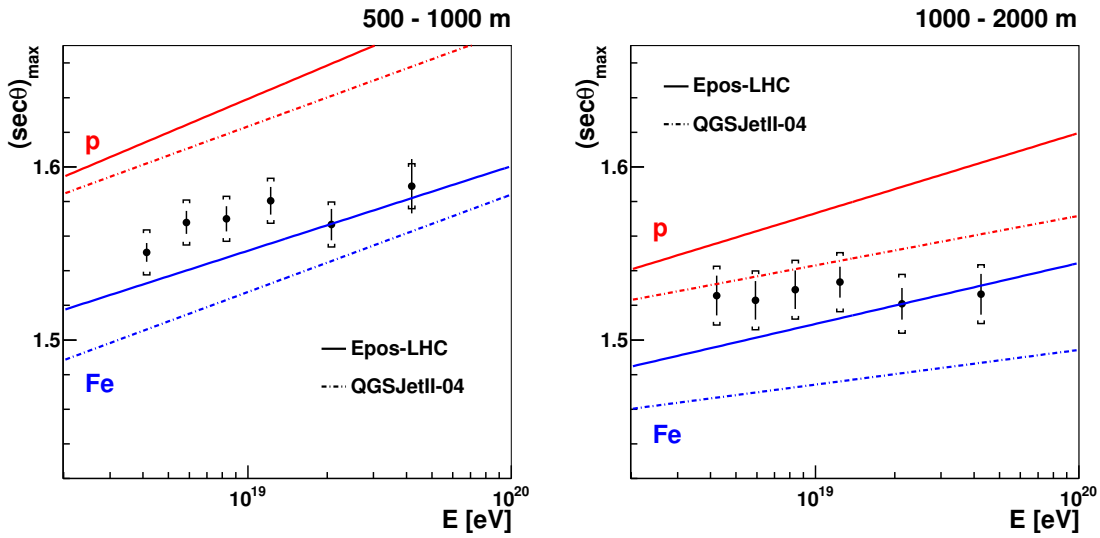 500 - 1000 m
(secθ)max
p
1.6
1.5
Epos-LHC
QGSJetII-04
Fe
10^19
10^20
E [eV]
1000 - 2000 m
(secθ)max
Epos-LHC
QGSJetII-04
p
1.6
1.5
Fe
10^19
10^20
E [eV]